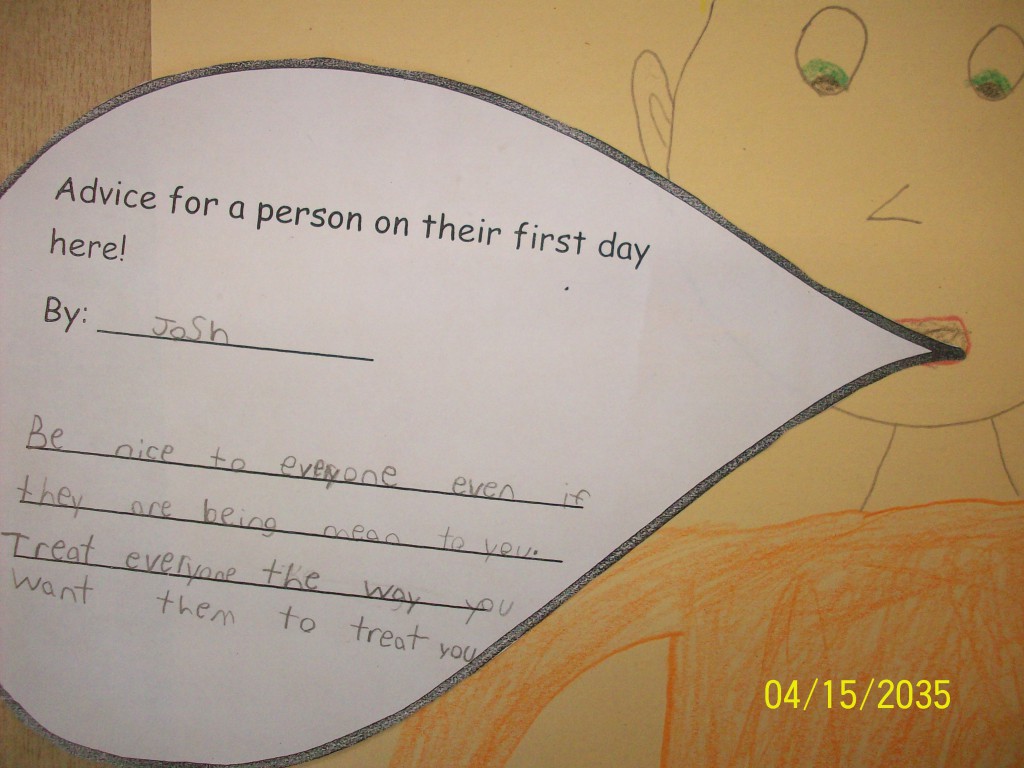 Advice for a person on their first day
here!
By: Josh
Be nice to everyone even if
they are being mean to you.
Treat everyone the way you
want them to treat you
04/15/2035